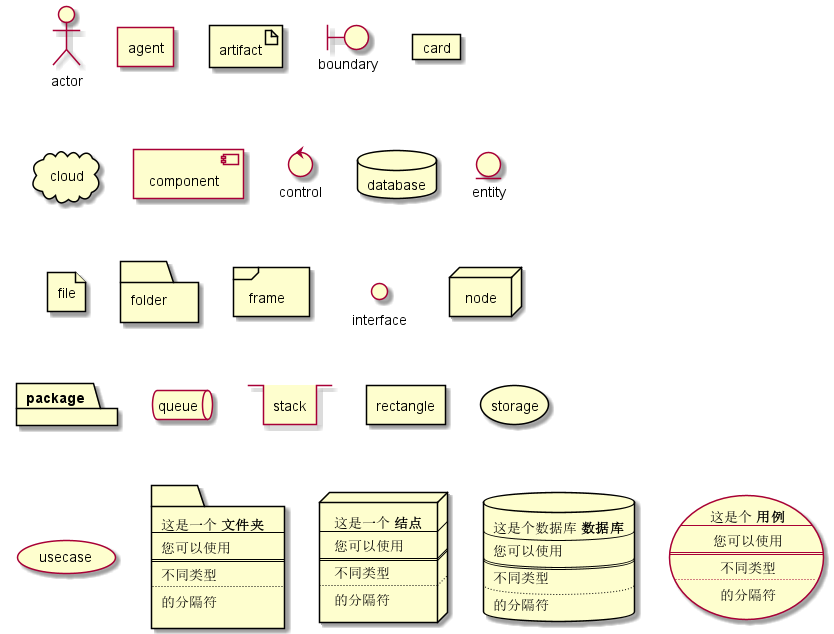 actor
agent
artifact
boundary
card
cloud
component
control
database
entity
file
folder
frame
interface
node
package
queue
stack
rectangle
storage
usecase
这是一个 文件夹
您可以使用
不同类型
的分隔符
这是一个 结点
您可以使用
不同类型
的分隔符
这是个数据库 数据库
您可以使用
不同类型
的分隔符
这是个 用例
您可以使用
不同类型
的分隔符